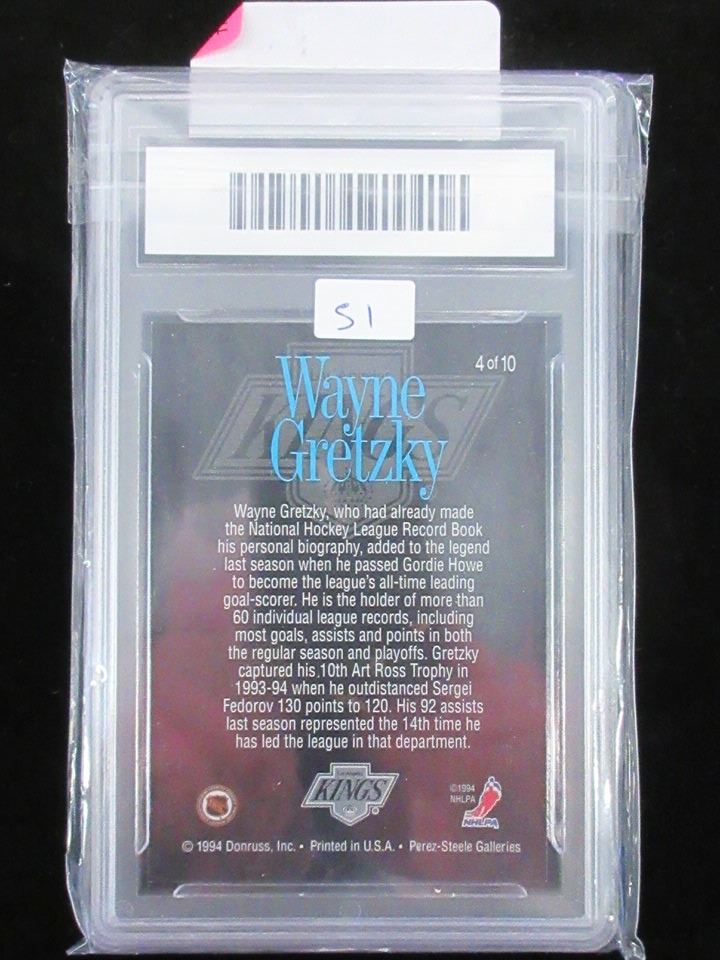 51
4 of 10
Wayne
Gretzky
KINGS
Wayne Gretzky, who had already made
the National Hockey League Record Book
his personal biography, added to the legend
last season when he passed Gordie Howe
to become the league's all-time leading
goal-scorer. He is the holder of more than
60 individual league records, including
most goals, assists and points in both
the regular season and playoffs. Gretzky
captured his 10th Art Ross Trophy in
1993-94 when he outdistanced Sergei
Fedorov 130 points to 120. His 92 assists
last season represented the 14th time he
has led the league in that department.
KINGS
©1994
NHLPA
NHLPA
© 1994 Donruss, Inc. • Printed in U.S.A. • Perez-Steele Galleries